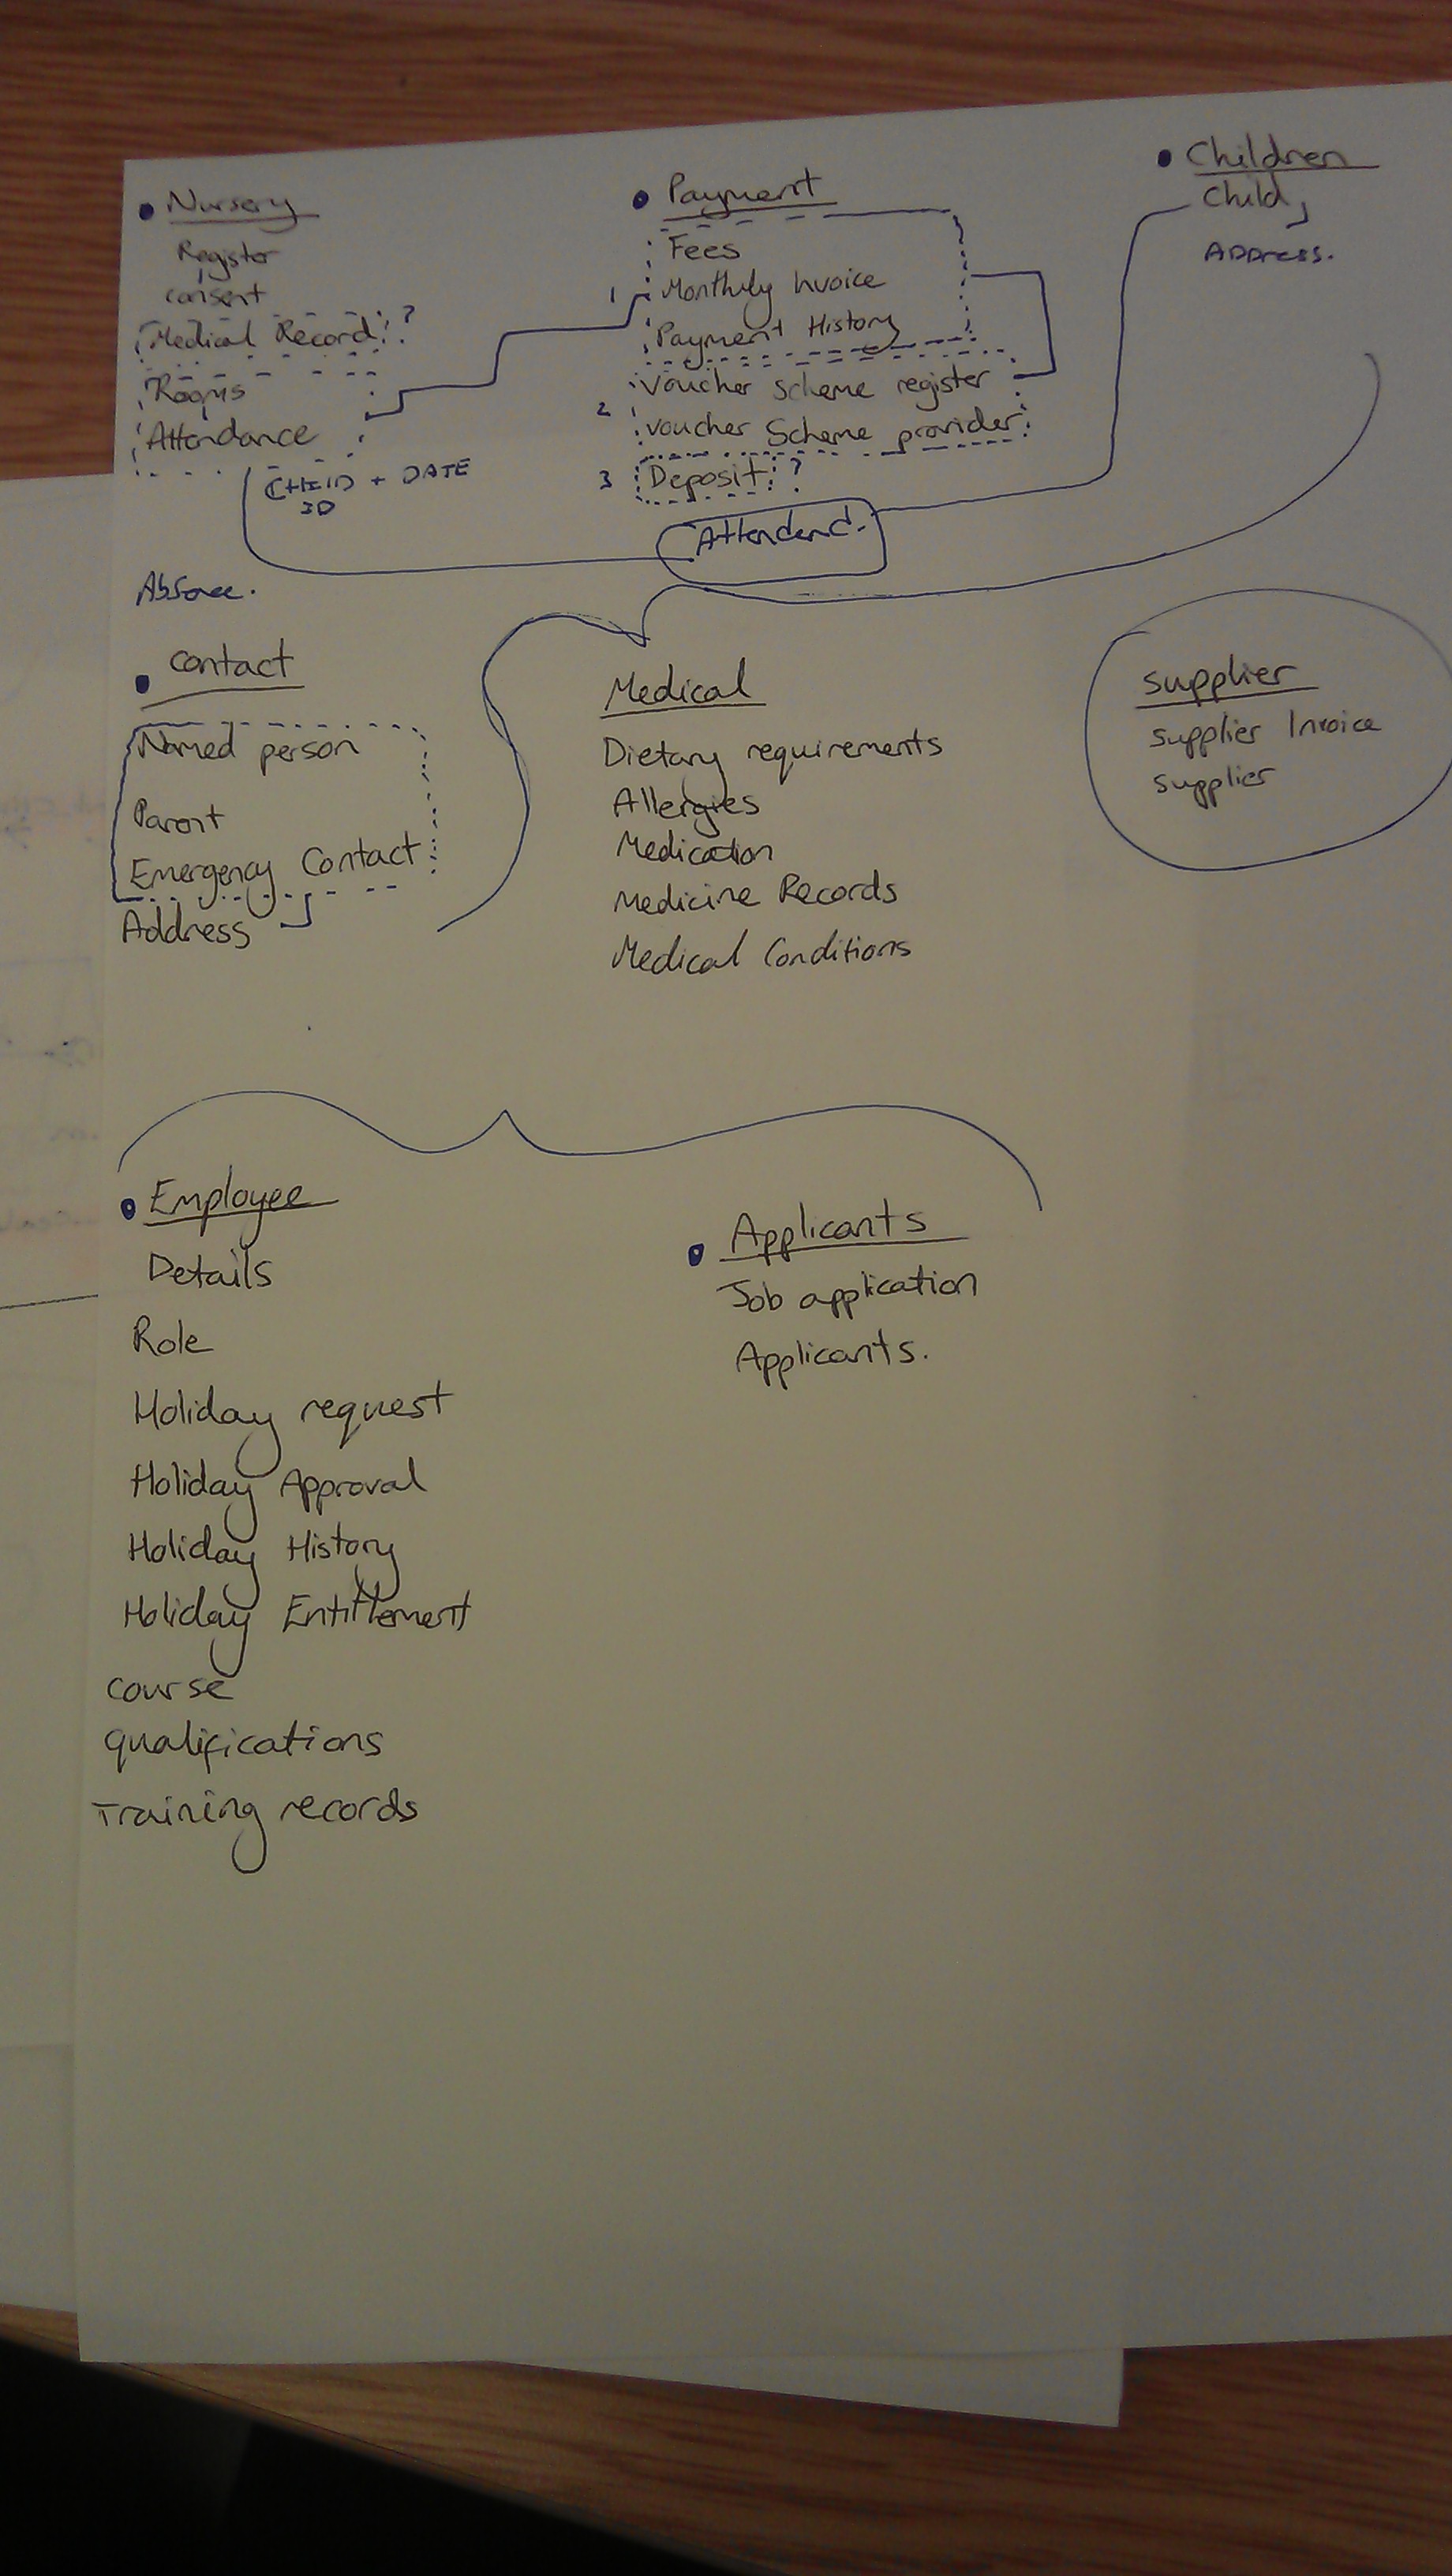 • Nursery
Register
consent
Medical Record ?
Rooms
Attendance
CHILD + DATE
ID
Absence.
• Payment
Fees
1 Monthly Invoice
Payment History
Voucher Scheme register
2 Voucher Scheme provider
3 Deposit ?
Attendance.
• Children
Child
ADDRESS.
• Contact
Named person
Parent
Emergency Contact
Address
Medical
Dietary requirements
Allergies
Medication
Medicine Records
Medical Conditions
Supplier
Supplier Invoice
Supplier
• Employee
Details
Role
Holiday request
Holiday Approval
Holiday History
Holiday Entitlement
course
qualifications
Training records
• Applicants
Job application
Applicants.